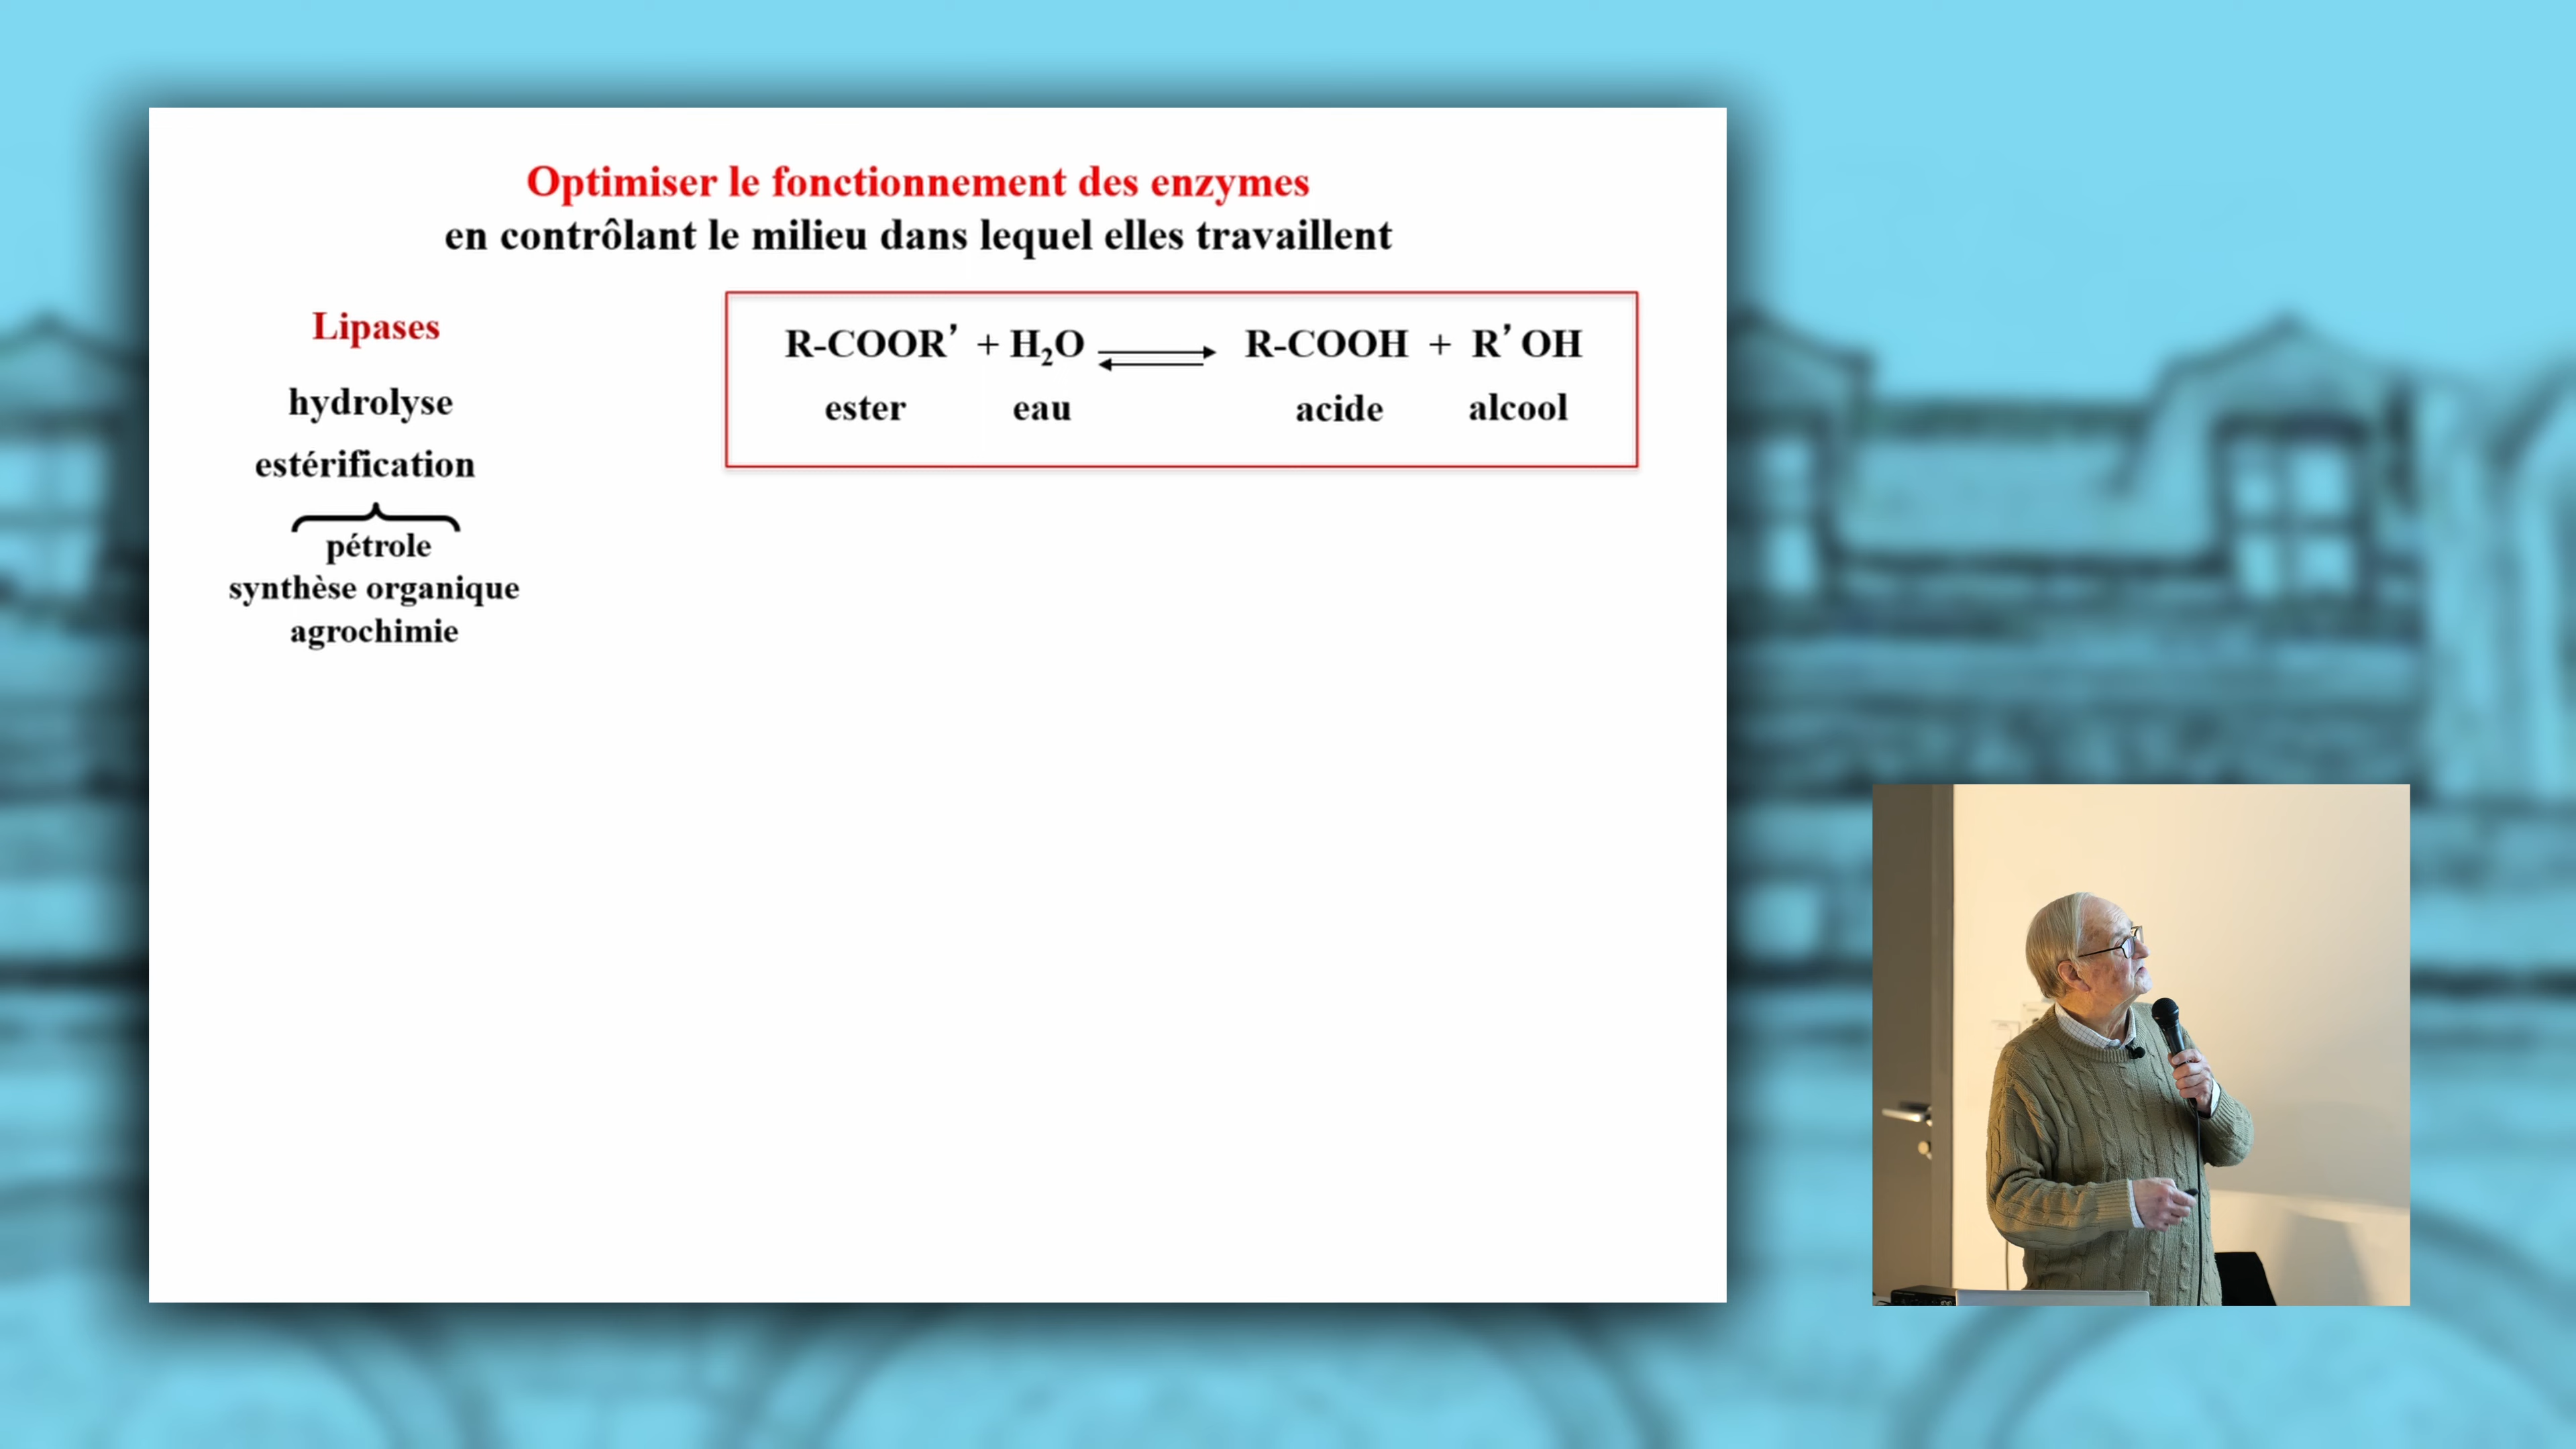 Optimiser le fonctionnement des enzymes
en contrôlant le milieu dans lequel elles travaillent
Lipases
hydrolyse
estérification
pétrole
synthèse organique
agrochimie
R-COOR’ + H₂O ⇌ R-COOH + R’ OH
ester eau acide alcool